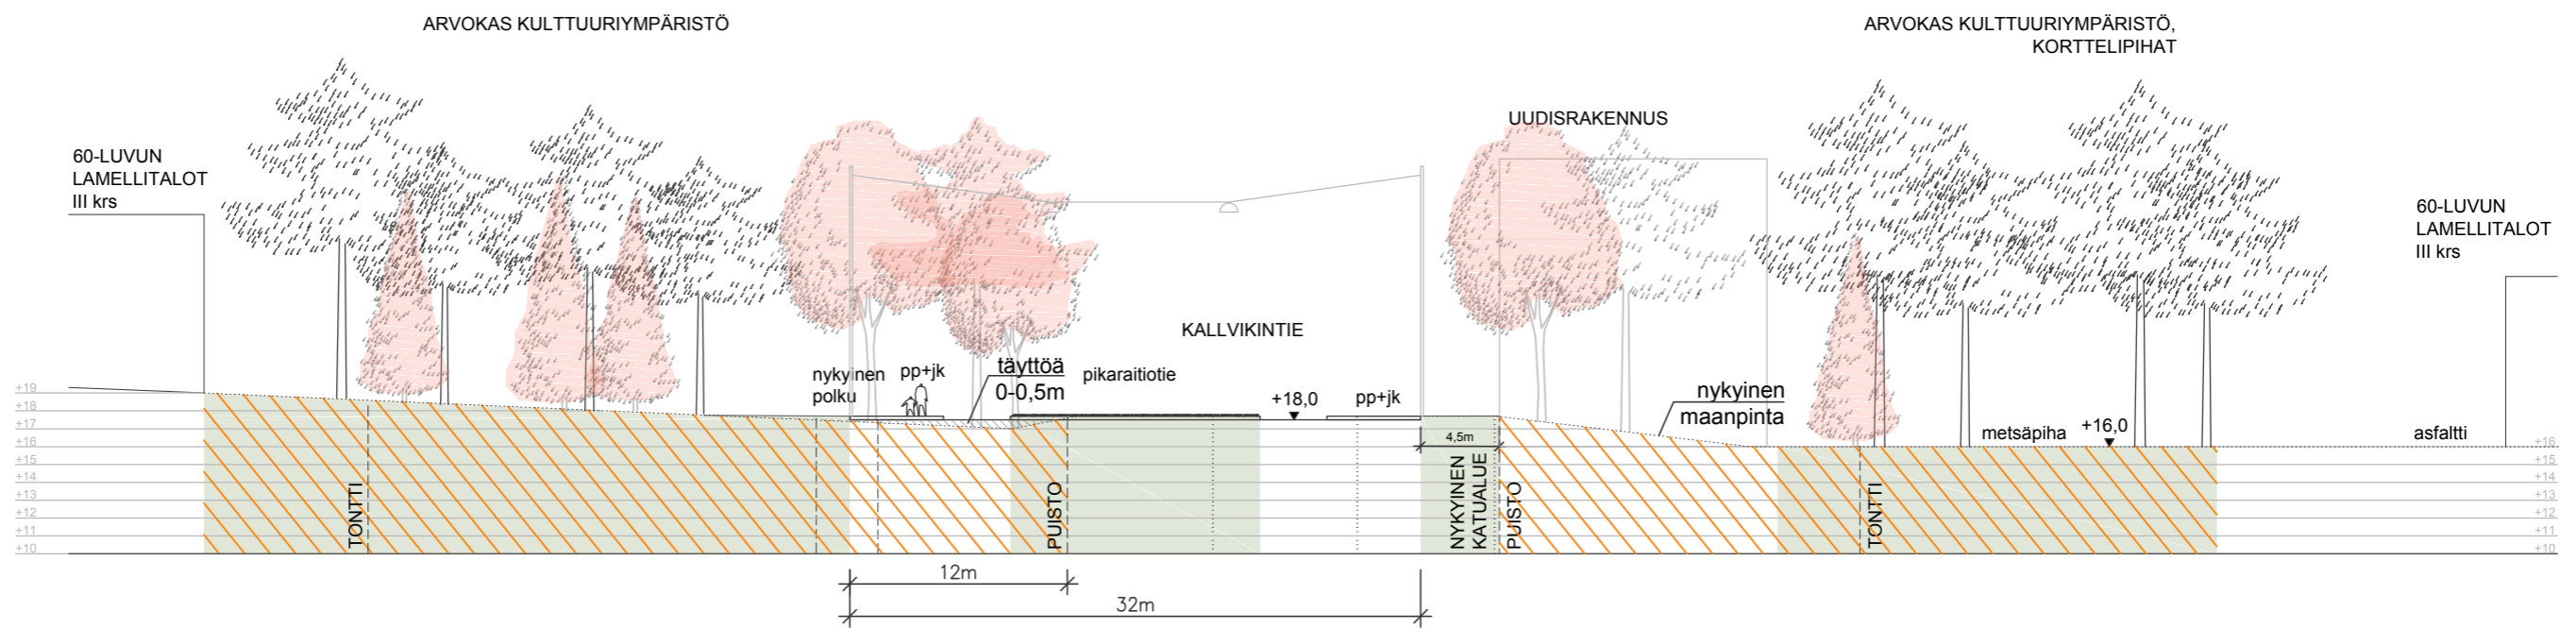 ARVOKAS KULTTUURIYMPÄRISTÖ
ARVOKAS KULTTUURIYMPÄRISTÖ,
KORTTELIPIHAT
UUDISRAKENNUS
60-LUVUN
LAMELLITALOT
III krs
60-LUVUN
LAMELLITALOT
III krs
KALLVIKINTIE
nykyinen
polku
pp+jk
täyttöä
0-0,5m
pikaraitiotie
+18,0
pp+jk
nykyinen
maanpinta
metsäpiha
+16,0
asfaltti
4,5m
+19
+18
+17
+16
+15
+14
+13
+12
+11
+10
TONTTI
PUISTO
NYKYINEN
KATUALUE
PUISTO
TONTTI
+16
+15
+14
+13
+12
+11
+10
12m
32m